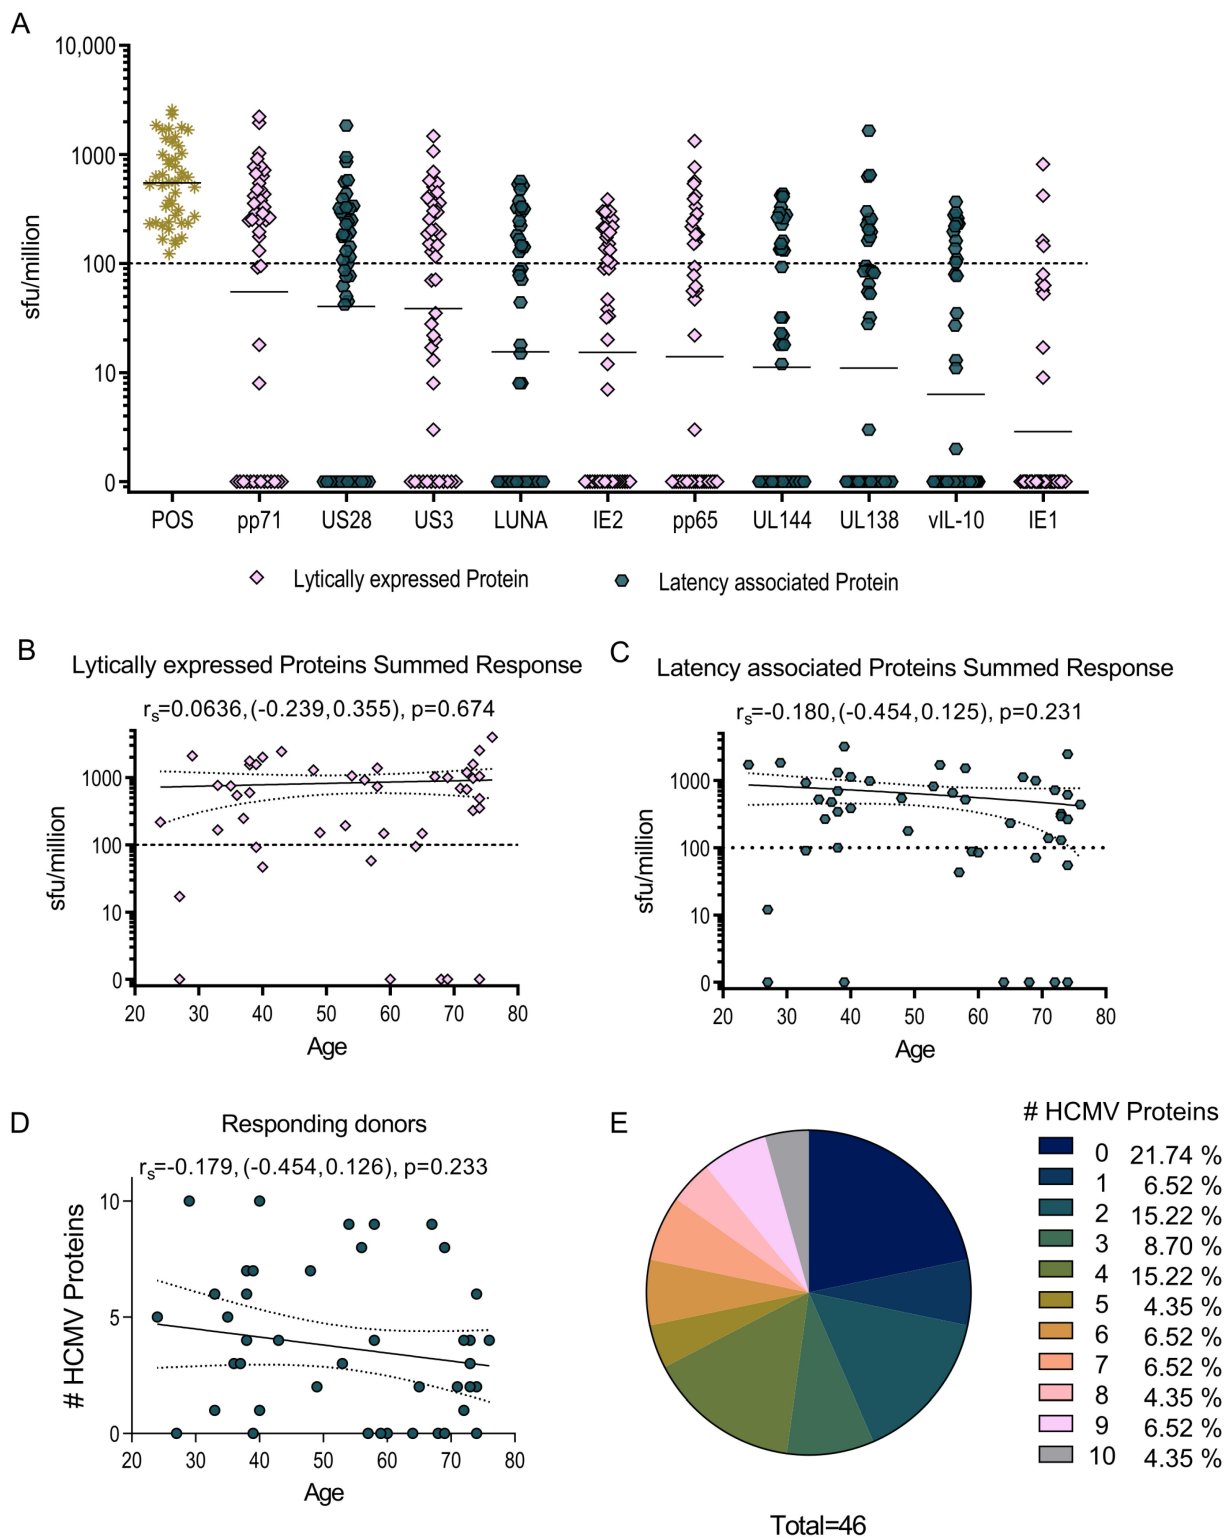 A
10,000
1000
100
10
0
sfu/million
POS pp71 US28 US3 LUNA IE2 pp65 UL144 UL138 vIL-10 IE1
Lytically expressed Protein Latency associated Protein
B
Lytically expressed Proteins Summed Response
rs=0.0636,(-0.239,0.355), p=0.674
1000
100
10
0
sfu/million
20 30 40 50 60 70 80
Age
C
Latency associated Proteins Summed Response
rs=-0.180,(-0.454,0.125), p=0.231
1000
100
10
0
sfu/million
20 30 40 50 60 70 80
Age
D
Responding donors
rs=-0.179,(-0.454,0.126), p=0.233
10
5
0
# HCMV Proteins
20 30 40 50 60 70 80
Age
E
# HCMV Proteins
0 21.74 %
1 6.52 %
2 15.22 %
3 8.70 %
4 15.22 %
5 4.35 %
6 6.52 %
7 6.52 %
8 4.35 %
9 6.52 %
10 4.35 %
Total=46